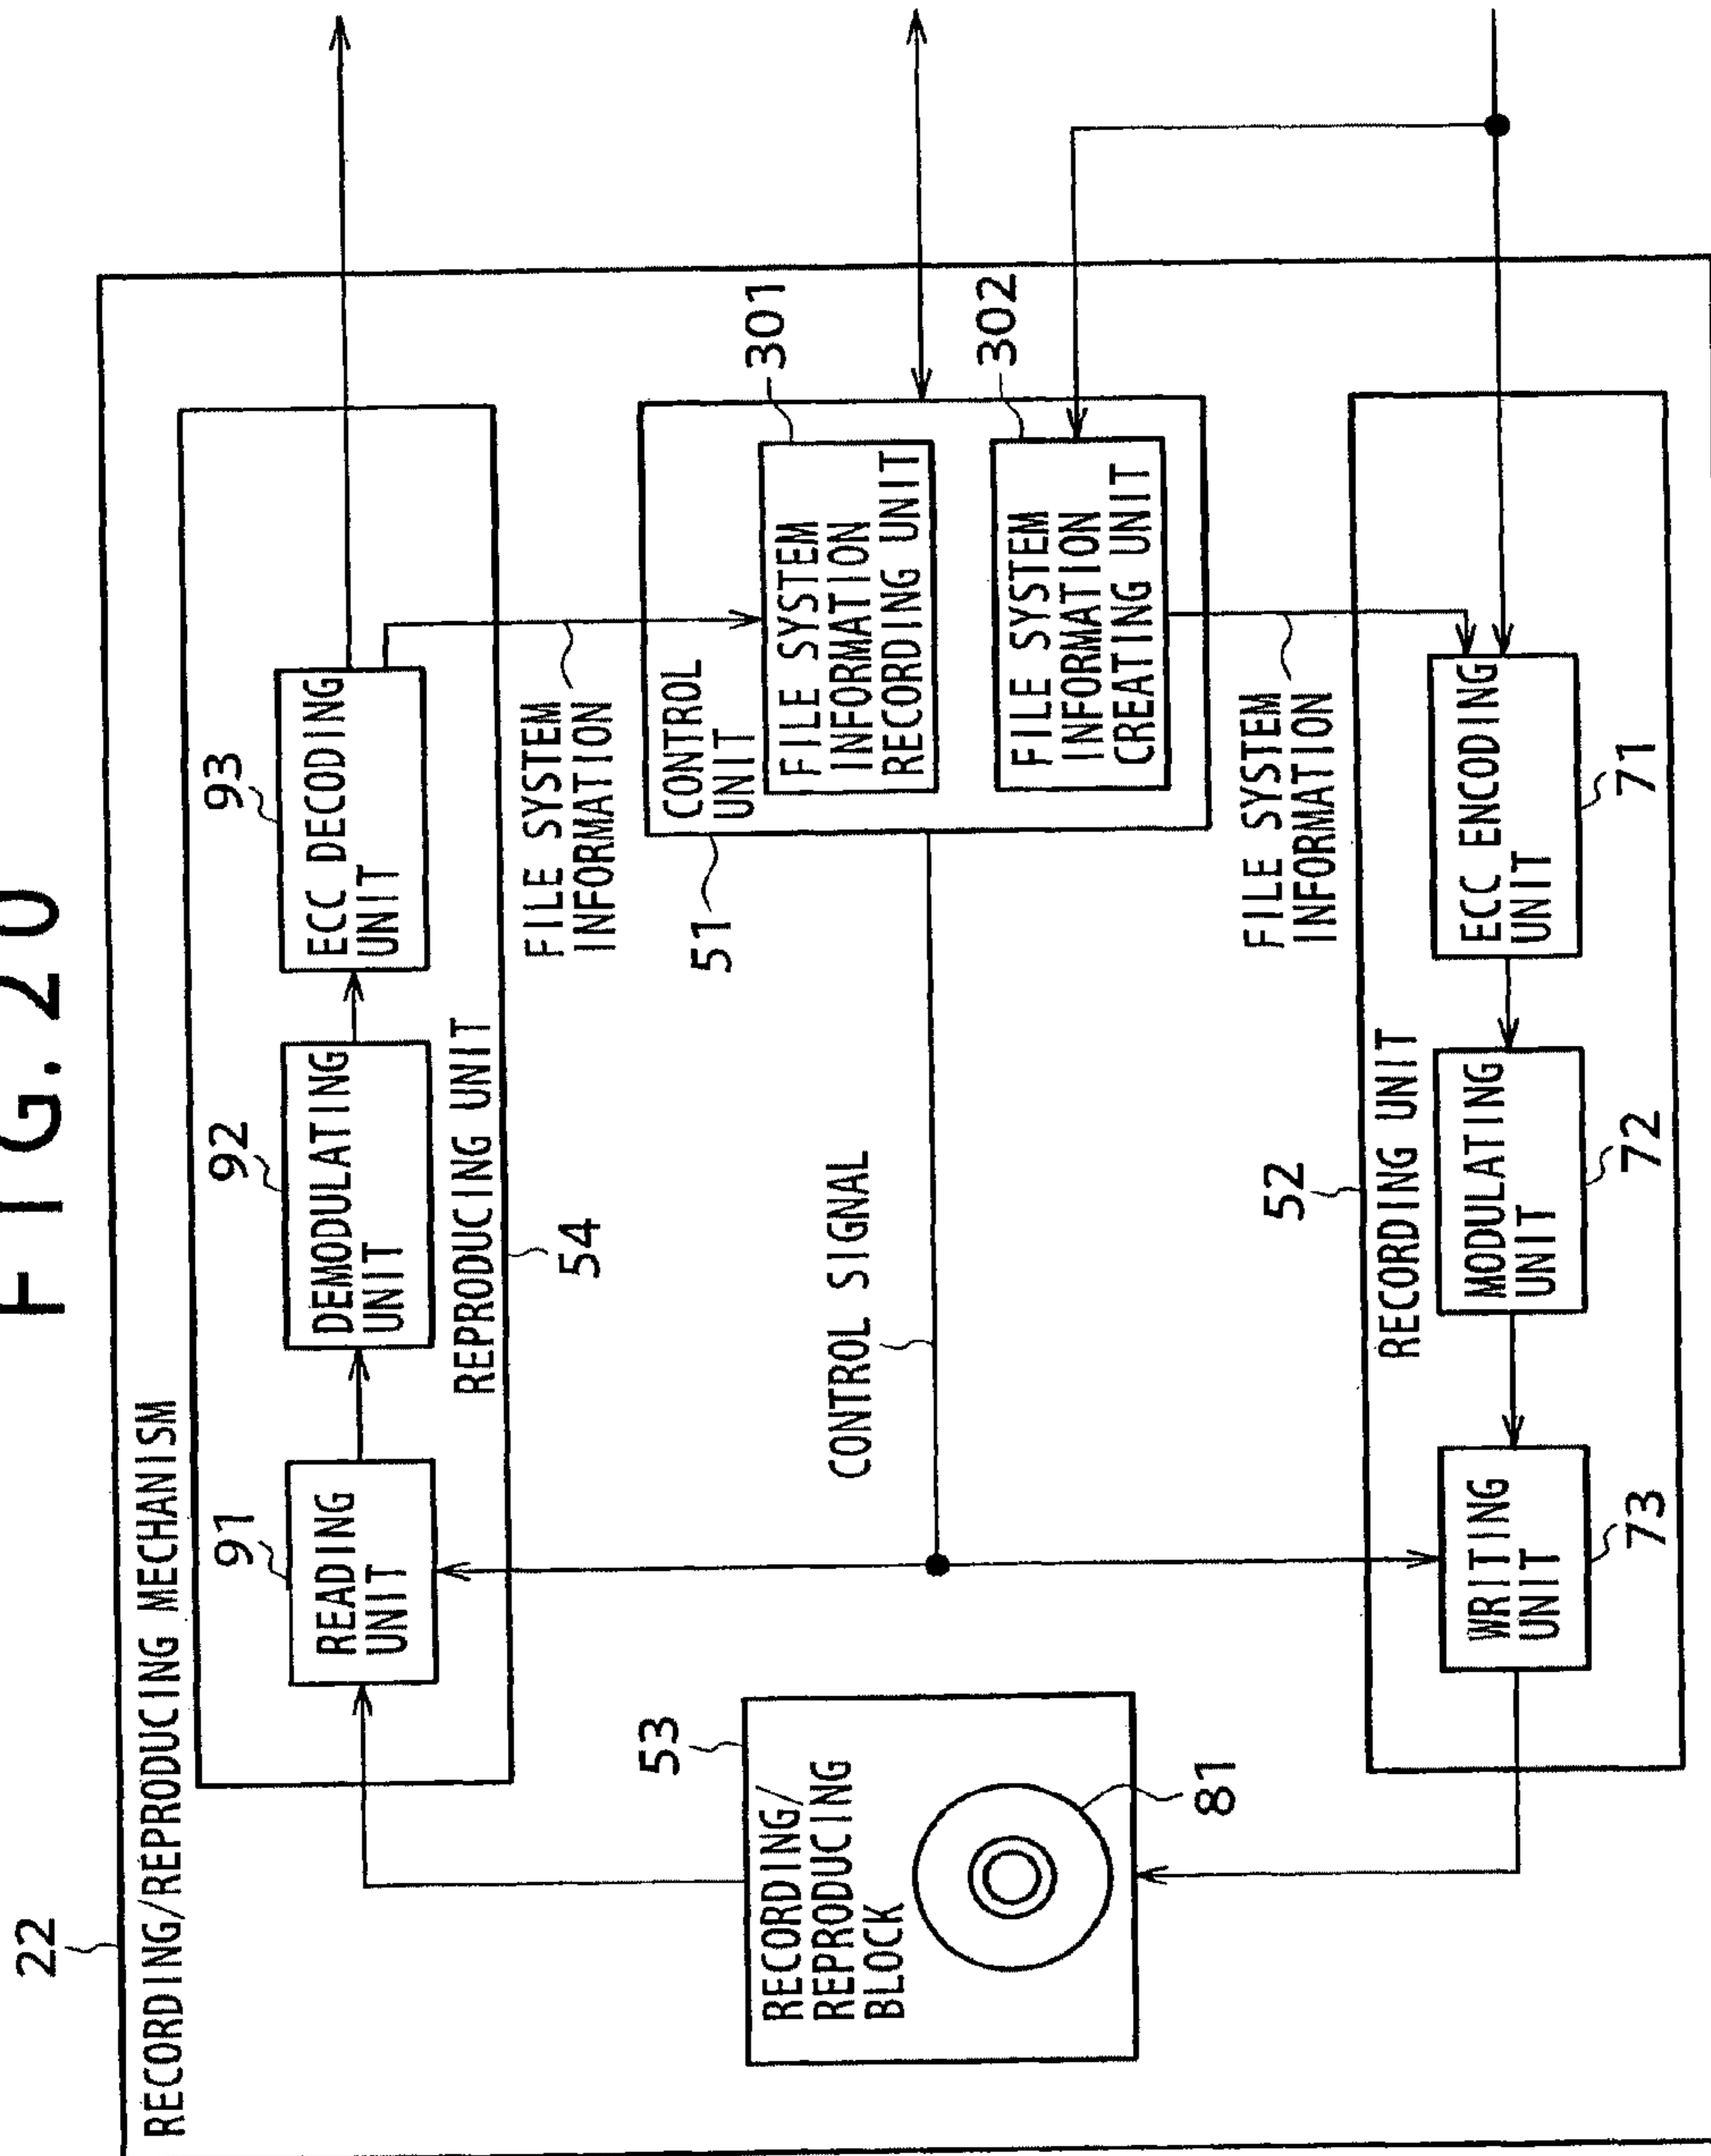 FIG. 20
22
RECORDING/REPRODUCING MECHANISM
91
READING
UNIT
92
DEMODULATING
UNIT
93
ECC DECODING
UNIT
REPRODUCING UNIT
54
FILE SYSTEM
INFORMATION
53
RECORDING/
REPRODUCING
BLOCK
81
CONTROL SIGNAL
51
CONTROL
UNIT
301
FILE SYSTEM
INFORMATION
RECORDING UNIT
302
FILE SYSTEM
INFORMATION
CREATING UNIT
FILE SYSTEM
INFORMATION
52
RECORDING UNIT
WRITING
UNIT
73
MODULATING
UNIT
72
ECC ENCODING
UNIT
71